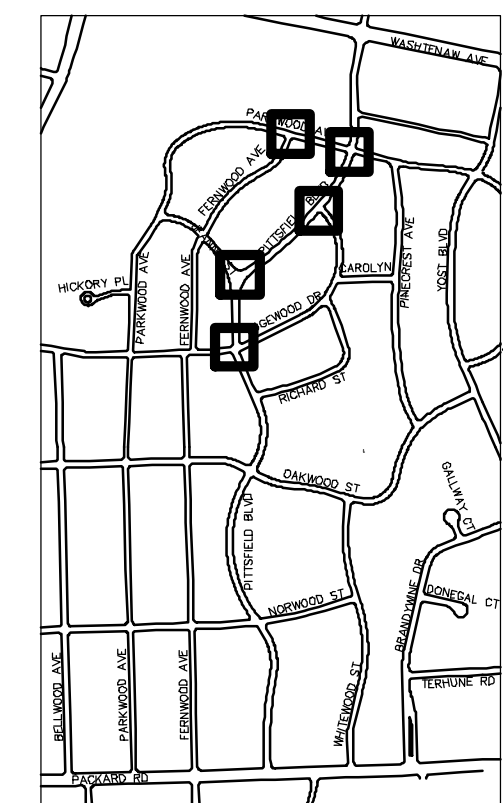 WASHTENAW AVE
FERNWOOD AVE
PITTSFIEL
BLVD
CAROLYN
HICKORY PL
PARKWOOD AVE
FERNWOOD AVE
PINECREST AVE
YOST BLVD
GEWOOD DR
RICHARD ST
OAKWOOD ST
GALLWAY CT
PITTSFIELD BLVD
NORWOOD ST
BRANDYWINE DR
DONEGAL CT
TERHUNE RD
BELLWOOD AVE
PARKWOOD AVE
FERNWOOD AVE
WHITEWOOD ST
PACKARD RD